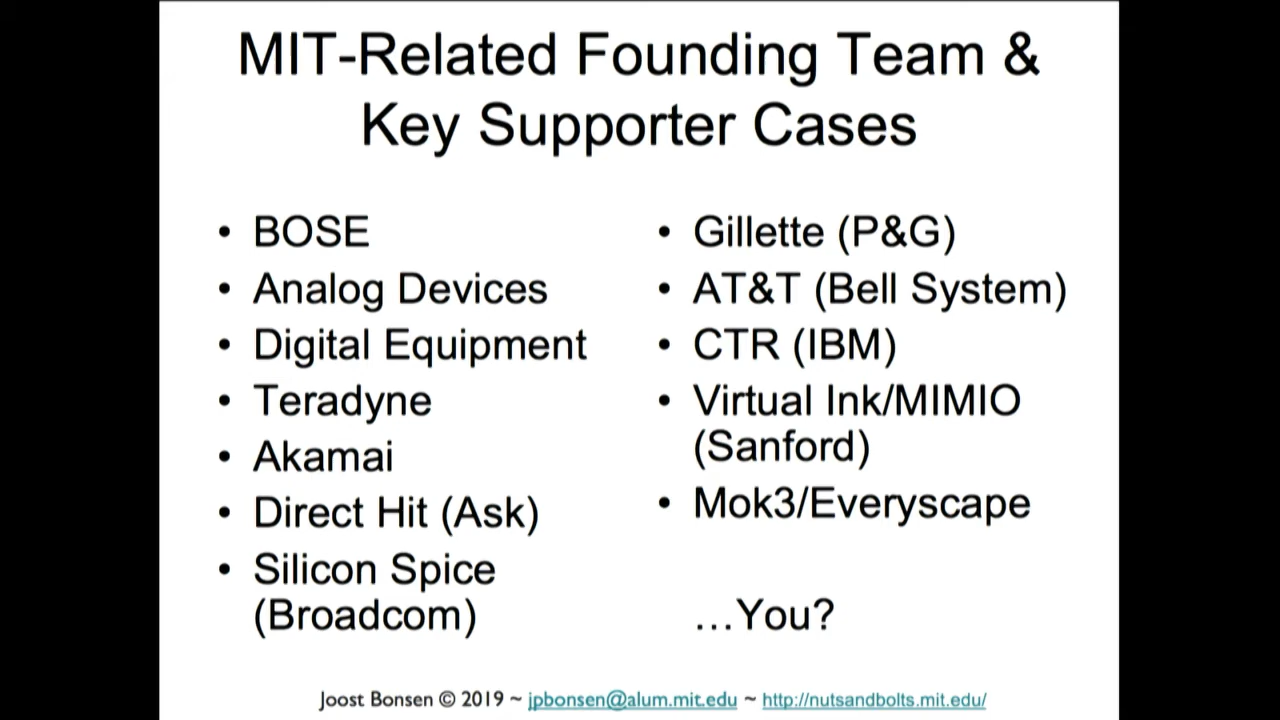 MIT-Related Founding Team &
Key Supporter Cases
• BOSE
• Analog Devices
• Digital Equipment
• Teradyne
• Akamai
• Direct Hit (Ask)
• Silicon Spice
(Broadcom)
• Gillette (P&G)
• AT&T (Bell System)
• CTR (IBM)
• Virtual Ink/MIMIO
(Sanford)
• Mok3/Everyscape
…You?
Joost Bonsen © 2019 ~ jpbonsen@alum.mit.edu ~ http://nutsandbolts.mit.edu/